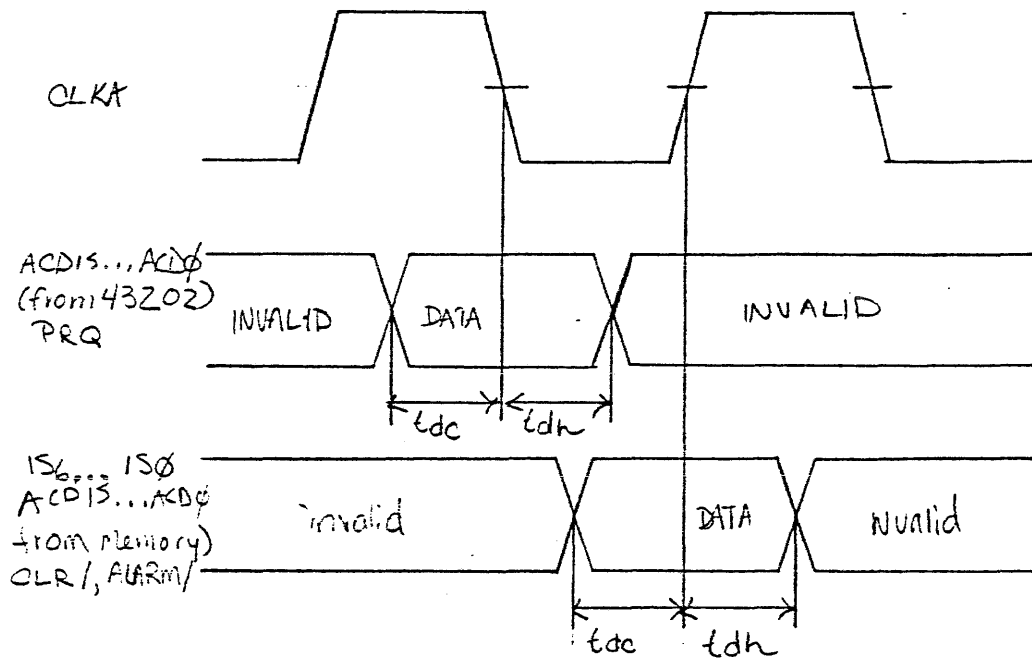 CLKA
ACD15...ACDØ
(from 43202)
PRQ
INVALID
DATA
INVALID
tdc
tdh
IS6...ISØ
ACD15...ACDØ
from Memory)
CLR/, ALARM/
invalid
DATA
nvalid
tdc
tdh